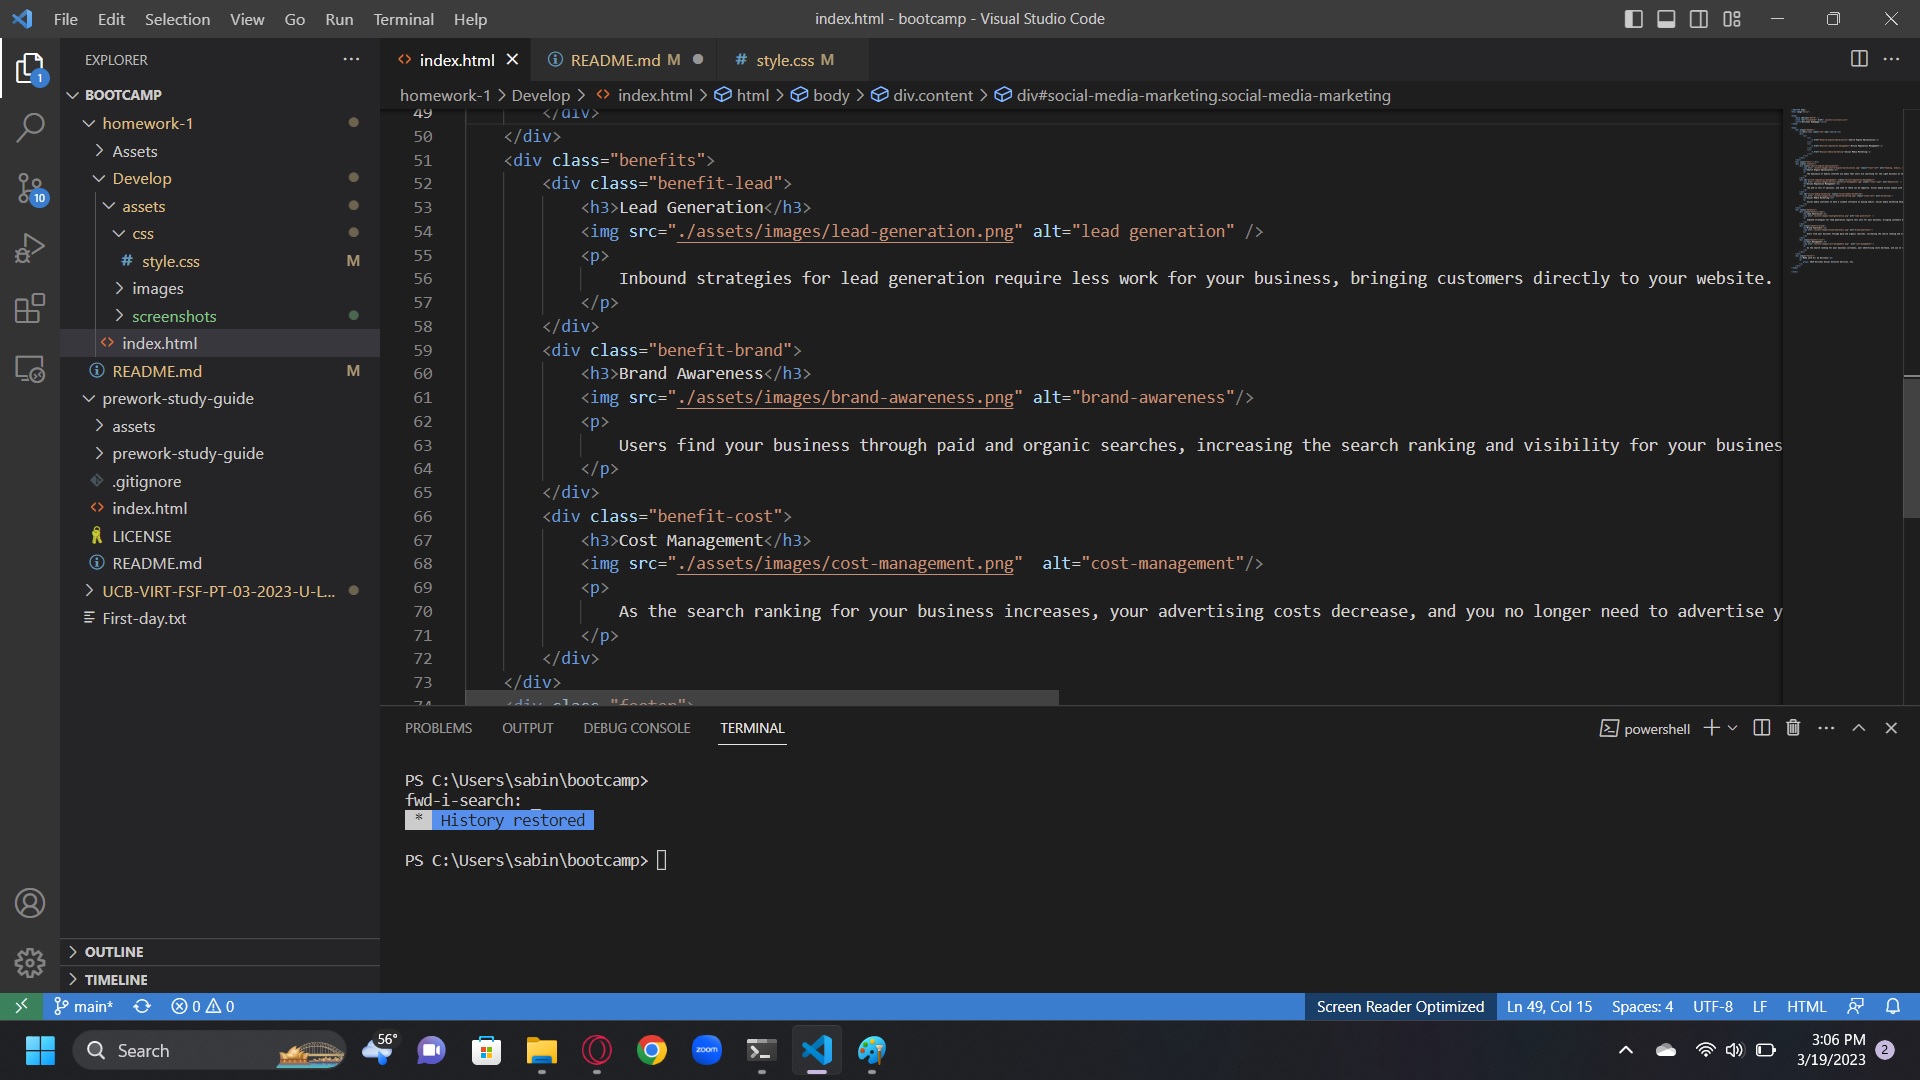 File Edit Selection View Go Run Terminal Help
index.html - bootcamp - Visual Studio Code
EXPLORER
BOOTCAMP
homework-1
Assets
Develop
assets
css
# style.css M
images
screenshots
index.html
README.md M
prework-study-guide
assets
prework-study-guide
.gitignore
index.html
LICENSE
README.md
UCB-VIRT-FSF-PT-03-2023-U-L...
First-day.txt
OUTLINE
TIMELINE
1
10
index.html README.md M # style.css M
homework-1 > Develop > index.html > html > body > div.content > div#social-media-marketing.social-media-marketing
49 </div>
50 </div>
51 <div class="benefits">
52 <div class="benefit-lead">
53 <h3>Lead Generation</h3>
54 <img src="./assets/images/lead-generation.png" alt="lead generation" />
55 <p>
56 Inbound strategies for lead generation require less work for your business, bringing customers directly to your website.
57 </p>
58 </div>
59 <div class="benefit-brand">
60 <h3>Brand Awareness</h3>
61 <img src="./assets/images/brand-awareness.png" alt="brand-awareness"/>
62 <p>
63 Users find your business through paid and organic searches, increasing the search ranking and visibility for your busines
64 </p>
65 </div>
66 <div class="benefit-cost">
67 <h3>Cost Management</h3>
68 <img src="./assets/images/cost-management.png"  alt="cost-management"/>
69 <p>
70 As the search ranking for your business increases, your advertising costs decrease, and you no longer need to advertise y
71 </p>
72 </div>
73 </div>
74 <div class="footer">
PROBLEMS OUTPUT DEBUG CONSOLE TERMINAL
powershell
PS C:\Users\sabin\bootcamp>
fwd-i-search: _
* History restored
PS C:\Users\sabin\bootcamp>
main* 0 0
Screen Reader Optimized Ln 49, Col 15 Spaces: 4 UTF-8 LF HTML
Search
56°
zoom
3:06 PM
3/19/2023
2